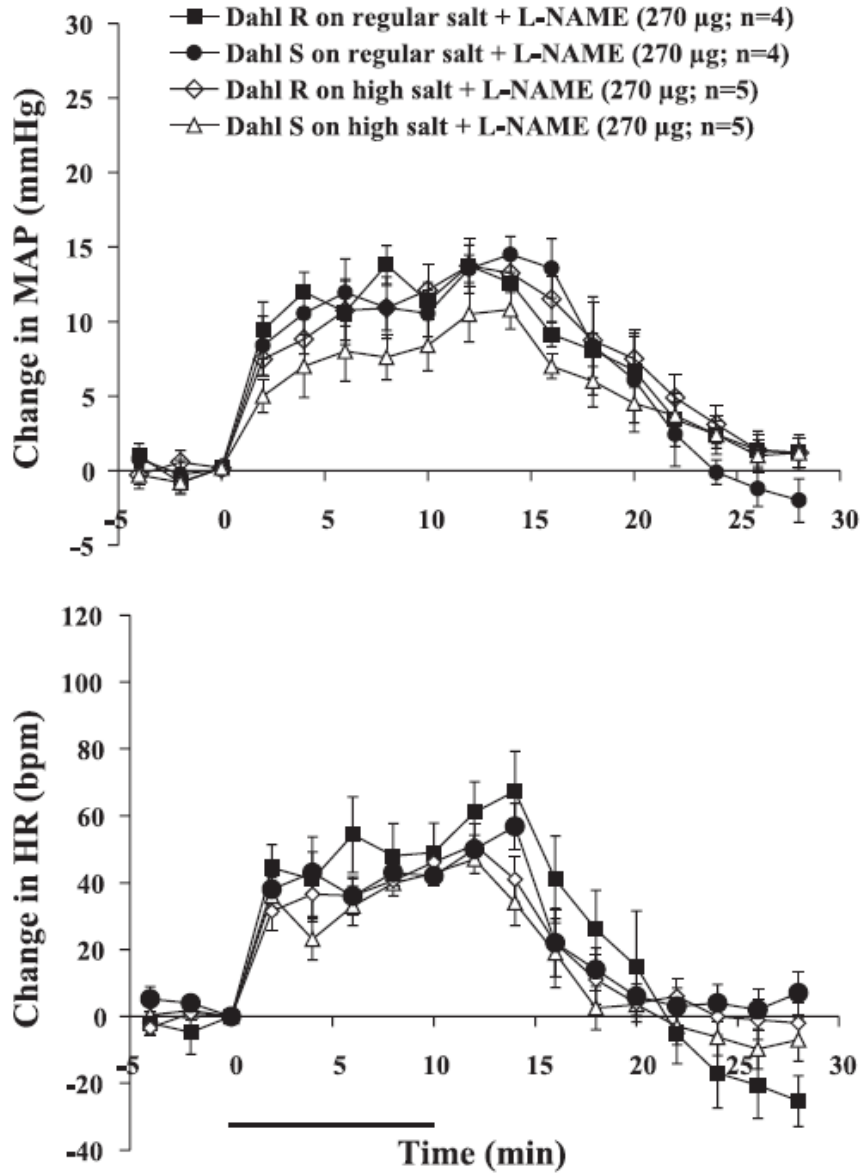 Dahl R on regular salt + L-NAME (270 µg; n=4)
Dahl S on regular salt + L-NAME (270 µg; n=4)
Dahl R on high salt + L-NAME (270 µg; n=5)
Dahl S on high salt + L-NAME (270 µg; n=5)
Change in MAP (mmHg)
30
25
20
15
10
5
0
-5
-5 0 5 10 15 20 25 30
Change in HR (bpm)
120
100
80
60
40
20
0
-20
-40
-5 0 5 10 15 20 25 30
Time (min)